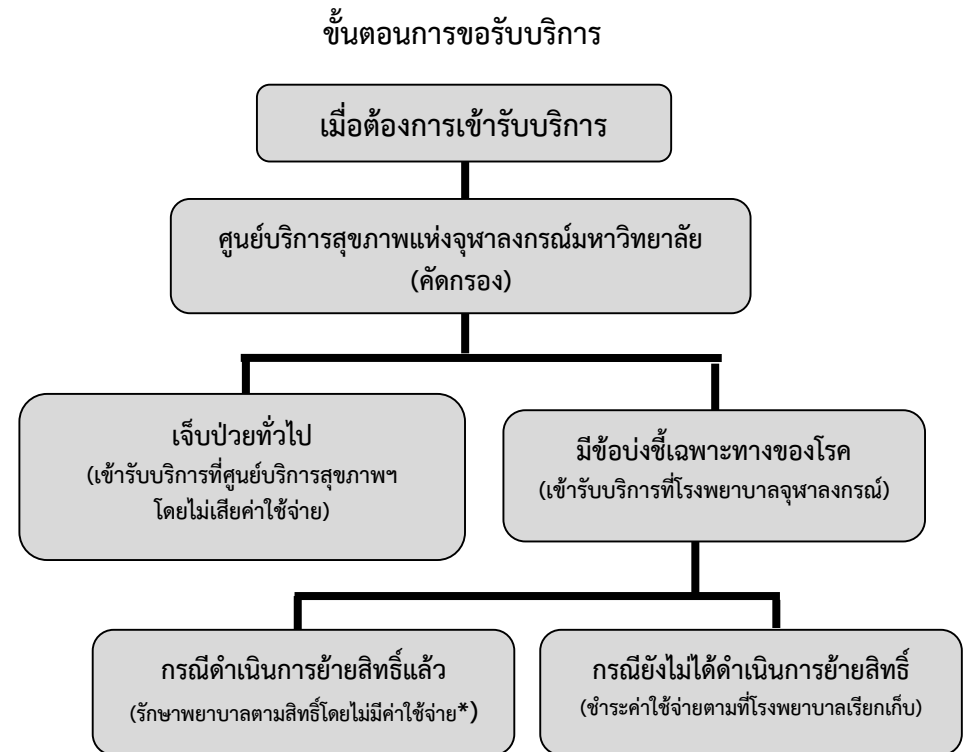 ขั้นตอนการขอรับบริการ
เมื่อต้องการเข้ารับบริการ
ศูนย์บริการสุขภาพแห่งจุฬาลงกรณ์มหาวิทยาลัย
(คัดกรอง)
เจ็บป่วยทั่วไป
(เข้ารับบริการที่ศูนย์บริการสุขภาพฯ
โดยไม่เสียค่าใช้จ่าย)
มีข้อบ่งชี้เฉพาะทางของโรค
(เข้ารับบริการที่โรงพยาบาลจุฬาลงกรณ์)
กรณีดำเนินการย้ายสิทธิ์แล้ว
(รักษาพยาบาลตามสิทธิ์โดยไม่มีค่าใช้จ่าย*)
กรณียังไม่ได้ดำเนินการย้ายสิทธิ์
(ชำระค่าใช้จ่ายตามที่โรงพยาบาลเรียกเก็บ)